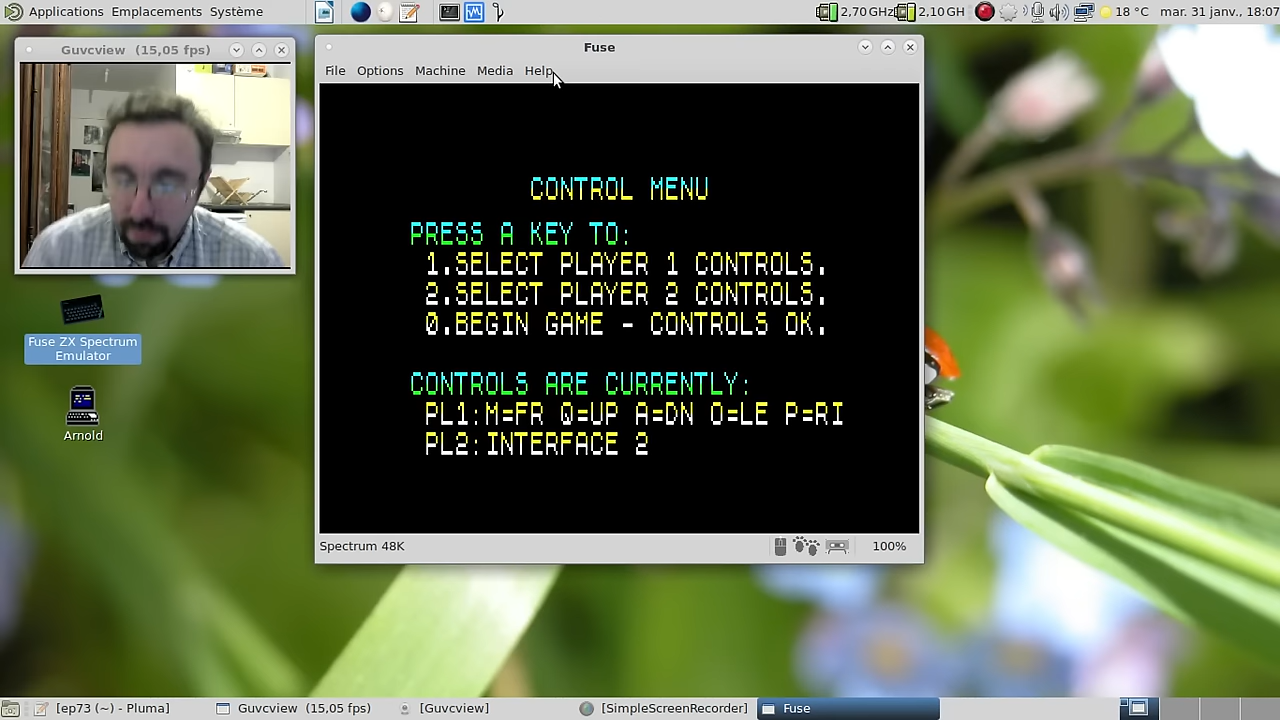 Applications Emplacements Système
2,70 GHz
2,10 GH
18 °C
mar. 31 janv., 18:07
Guvcview (15,05 fps)
Fuse
File Options Machine Media Help
CONTROL MENU
PRESS A KEY TO:
1.SELECT PLAYER 1 CONTROLS.
2.SELECT PLAYER 2 CONTROLS.
0.BEGIN GAME - CONTROLS OK.
CONTROLS ARE CURRENTLY:
PL1:M=FR Q=UP A=DN O=LE P=RI
PL2:INTERFACE 2
Spectrum 48K
100%
Fuse ZX Spectrum
Emulator
Arnold
[ep73 (~) - Pluma]
Guvcview (15,05 fps)
[Guvcview]
[SimpleScreenRecorder]
Fuse